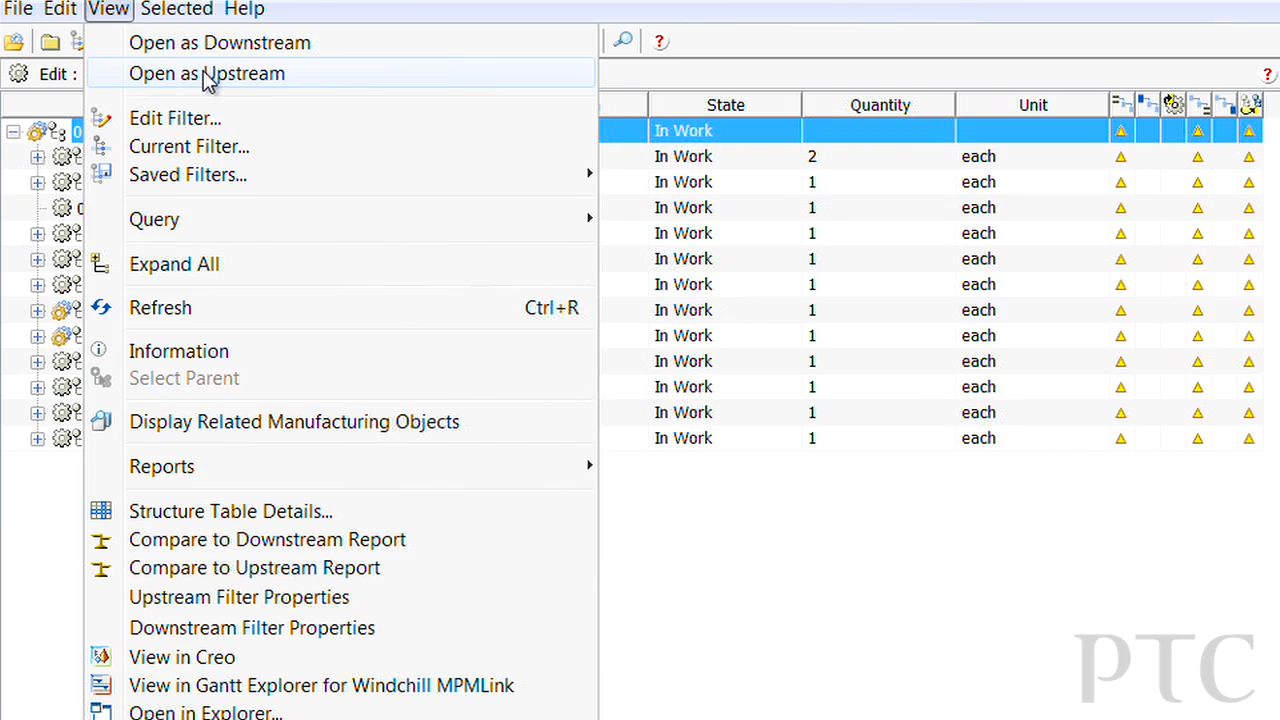 File Edit View Selected Help
Open as Downstream
Edit :
Open as Upstream
State Quantity Unit
Edit Filter...
Current Filter...
Saved Filters...
Query
Expand All
Refresh Ctrl+R
Information
Select Parent
Display Related Manufacturing Objects
Reports
Structure Table Details...
Compare to Downstream Report
Compare to Upstream Report
Upstream Filter Properties
Downstream Filter Properties
View in Creo
View in Gantt Explorer for Windchill MPMLink
Open in Explorer...
In Work
In Work 2 each
In Work 1 each
In Work 1 each
In Work 1 each
In Work 1 each
In Work 1 each
In Work 1 each
In Work 1 each
In Work 1 each
In Work 1 each
In Work 1 each
In Work 1 each
PTC